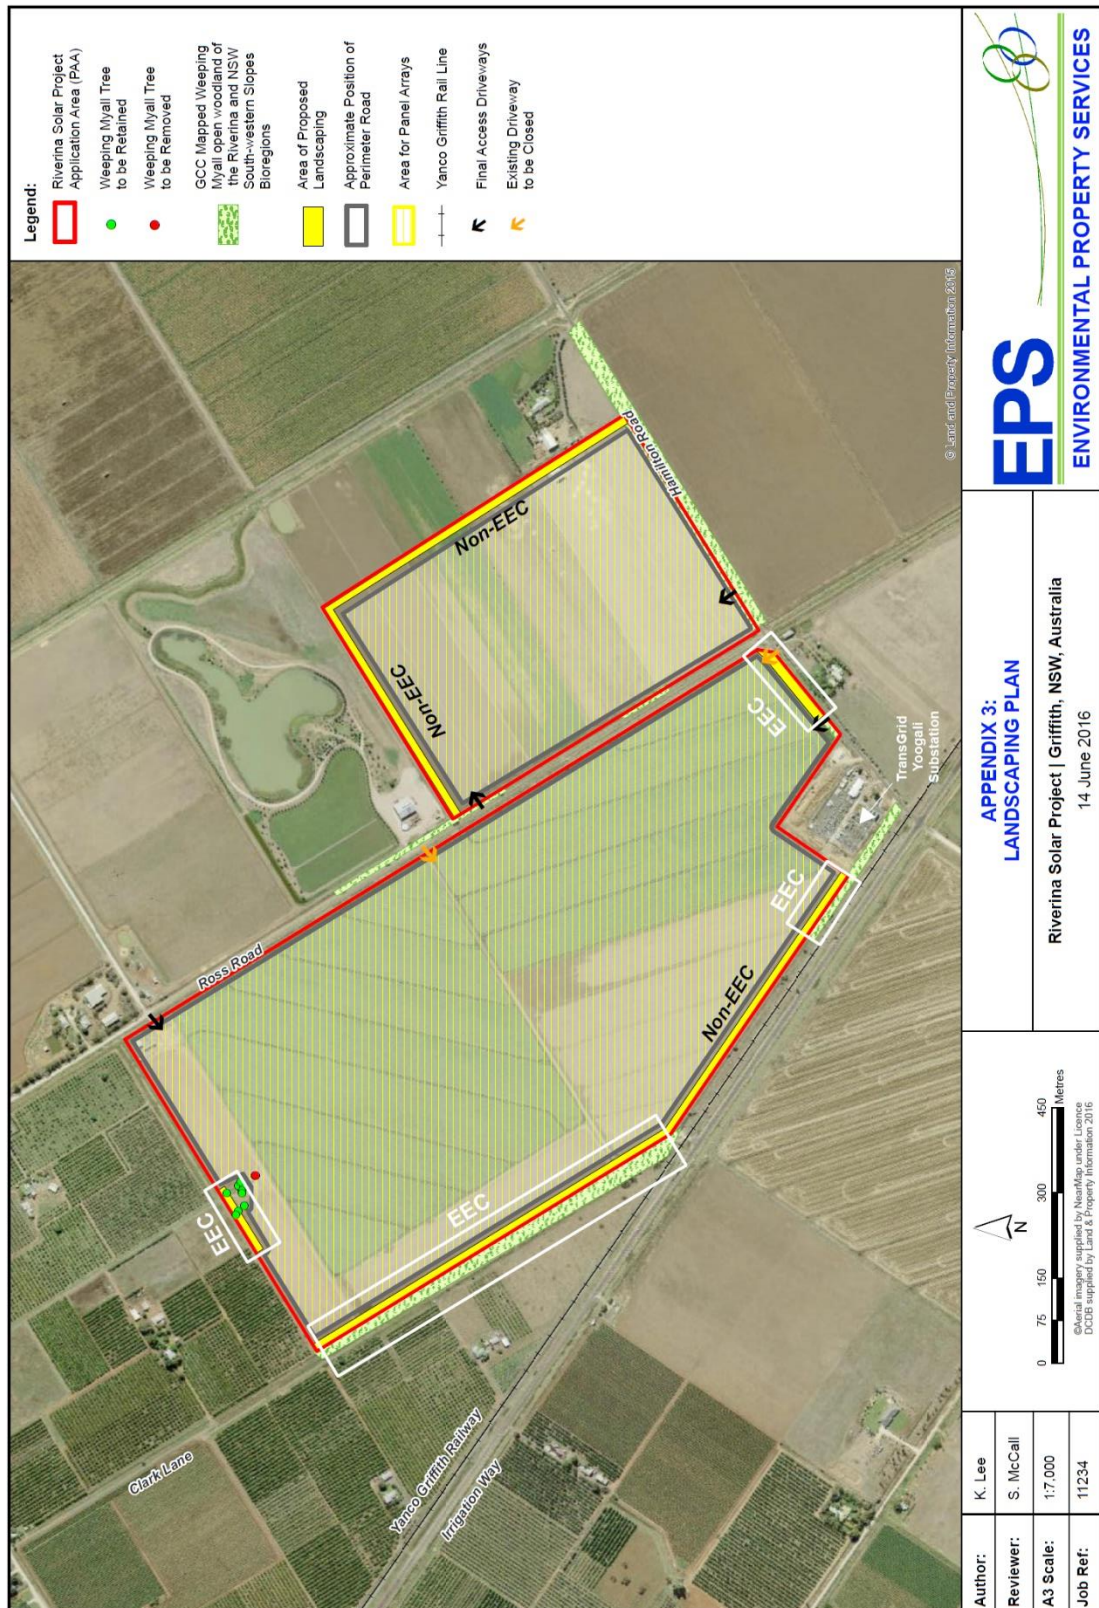 Legend:
Riverina Solar Project
Application Area (PAA)
Weeping Myall Tree
to be Retained
Weeping Myall Tree
to be Removed
GCC Mapped Weeping
Myall open woodland of
the Riverina and NSW
South-western Slopes
Bioregions
Area of Proposed
Landscaping
Approximate Position of
Perimeter Road
Area for Panel Arrays
Yanco Griffith Rail Line
Final Access Driveways
Existing Driveway
to be Closed
Clark Lane
Yanco Griffith Railway
Irrigation Way
EEC
EEC
Ross Road
Non-EEC
EEC
Non-EEC
Non-EEC
EEC
Hamilton Road
TransGrid
Yoogali
Substation
© Land and Property Information 2015
Author:
K. Lee
Reviewer:
S. McCall
A3 Scale:
1:7,000
Job Ref:
11234
N
0 75 150 300 450
Metres
©Aerial imagery supplied by NearMap under Licence
DCDB supplied by Land & Property Information 2016
APPENDIX 3:
LANDSCAPING PLAN
Riverina Solar Project | Griffith, NSW, Australia
14 June 2016
EPS
ENVIRONMENTAL PROPERTY SERVICES